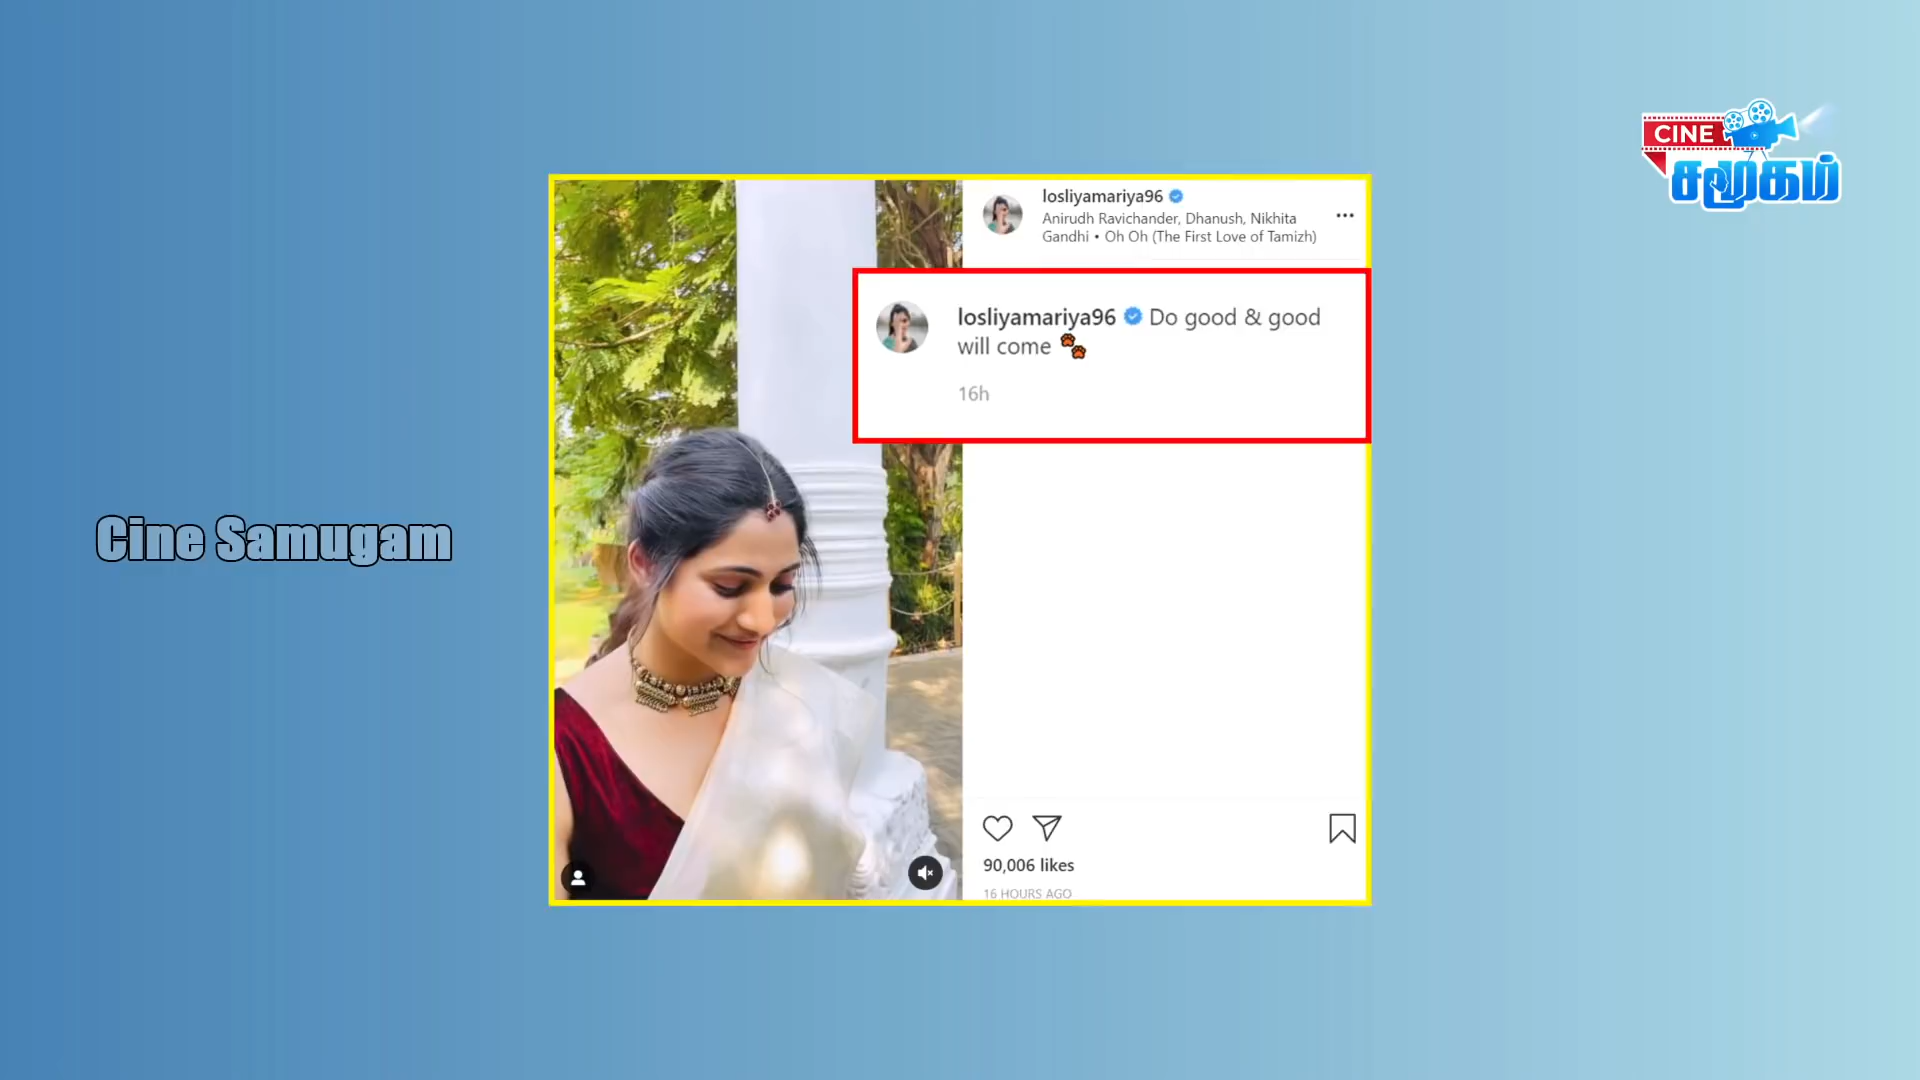 CINE
சமூகம்
losliyamariya96
Anirudh Ravichander, Dhanush, Nikhita
Gandhi • Oh Oh (The First Love of Tamizh)
losliyamariya96 Do good & good
will come 🐾
16h
Cine Samugam
90,006 likes
16 HOURS AGO